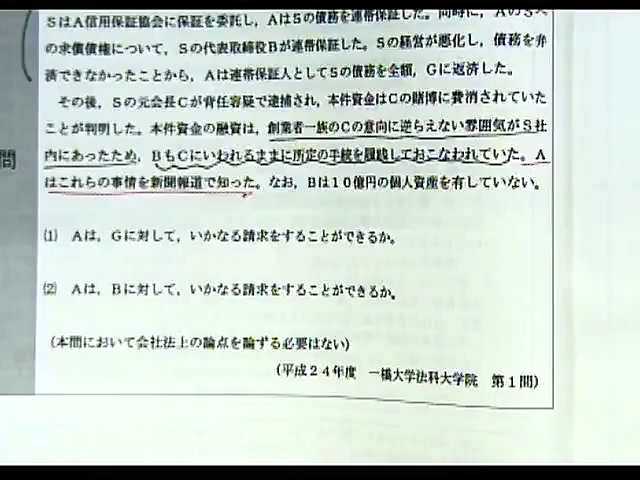 SはA信用保証協会に保証を委託し，AはSの債務を連帯保証した。同時に，AのSへ
の求償債権について，Sの代表取締役Bが連帯保証した。Sの経営が悪化し，債務を弁
済できなかったことから，Aは連帯保証人としてSの債務を全額，Gに返済した。
その後，Sの元会長Cが背任容疑で逮捕され，本件資金はCの賭博に費消されていた
ことが判明した。本件資金の融資は，創業者一族のCの意向に逆らえない雰囲気がS社
内にあったため，BもCにいわれるままに所定の手続を履践しておこなわれていた。A
はこれらの事情を新聞報道で知った。なお，Bは10億円の個人資産を有していない。
問
⑴ Aは，Gに対して，いかなる請求をすることができるか。
⑵ Aは，Bに対して，いかなる請求をすることができるか。
(本問において会社法上の論点を論ずる必要はない)
(平成24年度 一橋大学法科大学院 第1問)